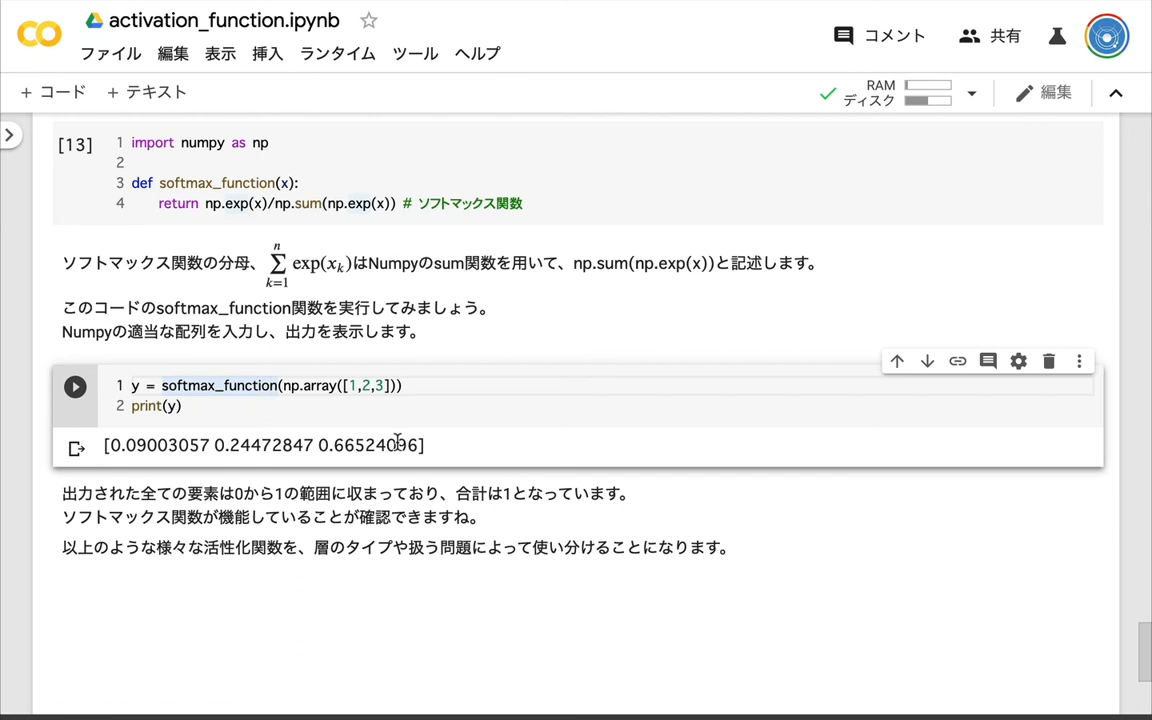 activation_function.ipynb
コメント
共有
ファイル 編集 表示 挿入 ランタイム ツール ヘルプ
+ コード + テキスト
RAM
ディスク
編集
[13]
1 import numpy as np
2
3 def softmax_function(x):
4 return np.exp(x)/np.sum(np.exp(x)) # ソフトマックス関数
ソフトマックス関数の分母、∑_{k=1}^{n} exp(x_k)はNumpyのsum関数を用いて、np.sum(np.exp(x))と記述します。
このコードのsoftmax_function関数を実行してみましょう。
Numpyの適当な配列を入力し、出力を表示します。
1 y = softmax_function(np.array([1,2,3]))
2 print(y)
[0.09003057 0.24472847 0.66524096]
出力された全ての要素は0から1の範囲に収まっており、合計は1となっています。
ソフトマックス関数が機能していることが確認できますね。
以上のような様々な活性化関数を、層のタイプや扱う問題によって使い分けることになります。